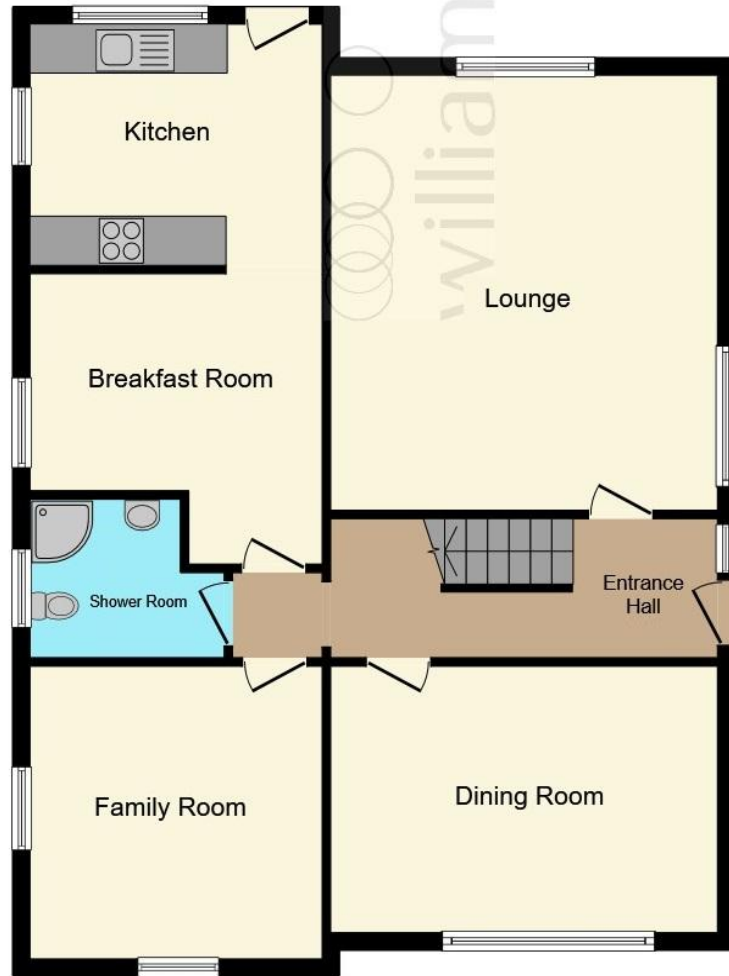 william
Kitchen
Lounge
Breakfast Room
Shower Room
Entrance
Hall
Family Room
Dining Room